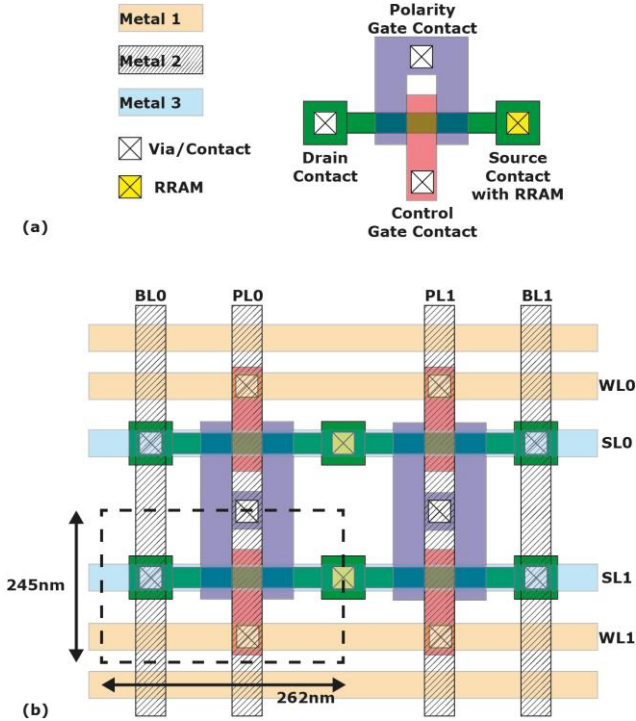 Metal 1
Metal 2
Metal 3
Via/Contact
RRAM
(a)
Polarity
Gate Contact
Drain
Contact
Source
Contact
with RRAM
Control
Gate Contact
BL0
PL0
PL1
BL1
WL0
SL0
245nm
SL1
WL1
262nm
(b)